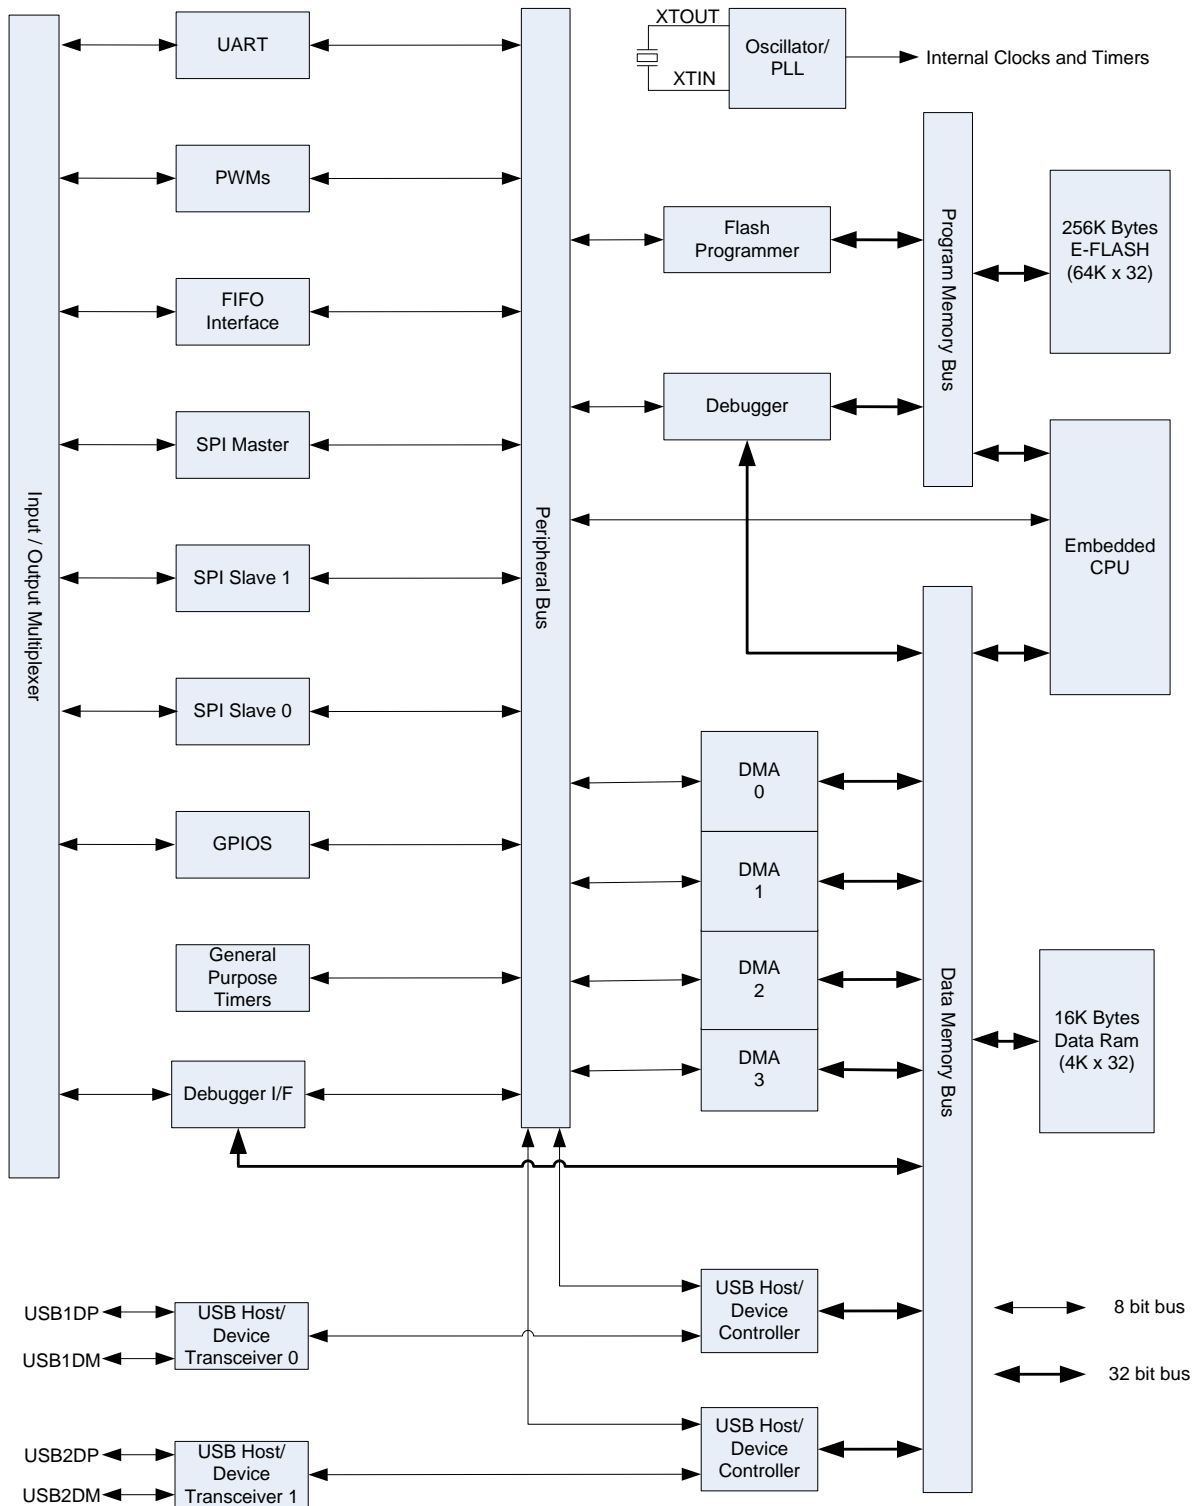 XTOUT
XTIN
Oscillator/
PLL
Internal Clocks and Timers
UART
PWMs
FIFO
Interface
SPI Master
SPI Slave 1
SPI Slave 0
GPIOS
General
Purpose
Timers
Debugger I/F
Input / Output Multiplexer
Peripheral Bus
Flash
Programmer
Debugger
Program Memory Bus
256K Bytes
E-FLASH
(64K x 32)
Embedded
CPU
DMA
0
DMA
1
DMA
2
DMA
3
Data Memory Bus
16K Bytes
Data Ram
(4K x 32)
USB1DP
USB1DM
USB Host/
Device
Transceiver 0
USB Host/
Device
Controller
8 bit bus
32 bit bus
USB2DP
USB2DM
USB Host/
Device
Transceiver 1
USB Host/
Device
Controller